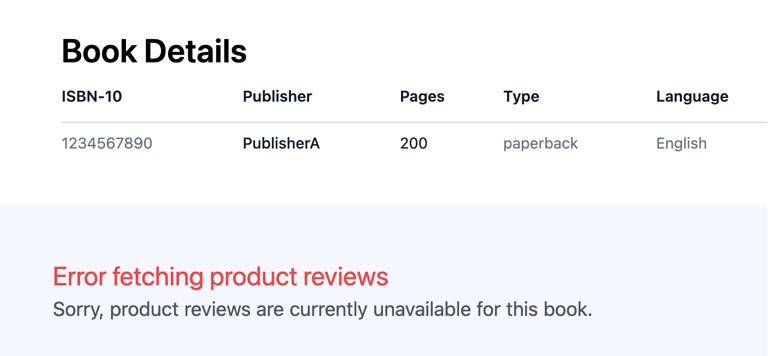 Book Details
ISBN-10 Publisher Pages Type Language
1234567890 PublisherA 200 paperback English
Error fetching product reviews
Sorry, product reviews are currently unavailable for this book.